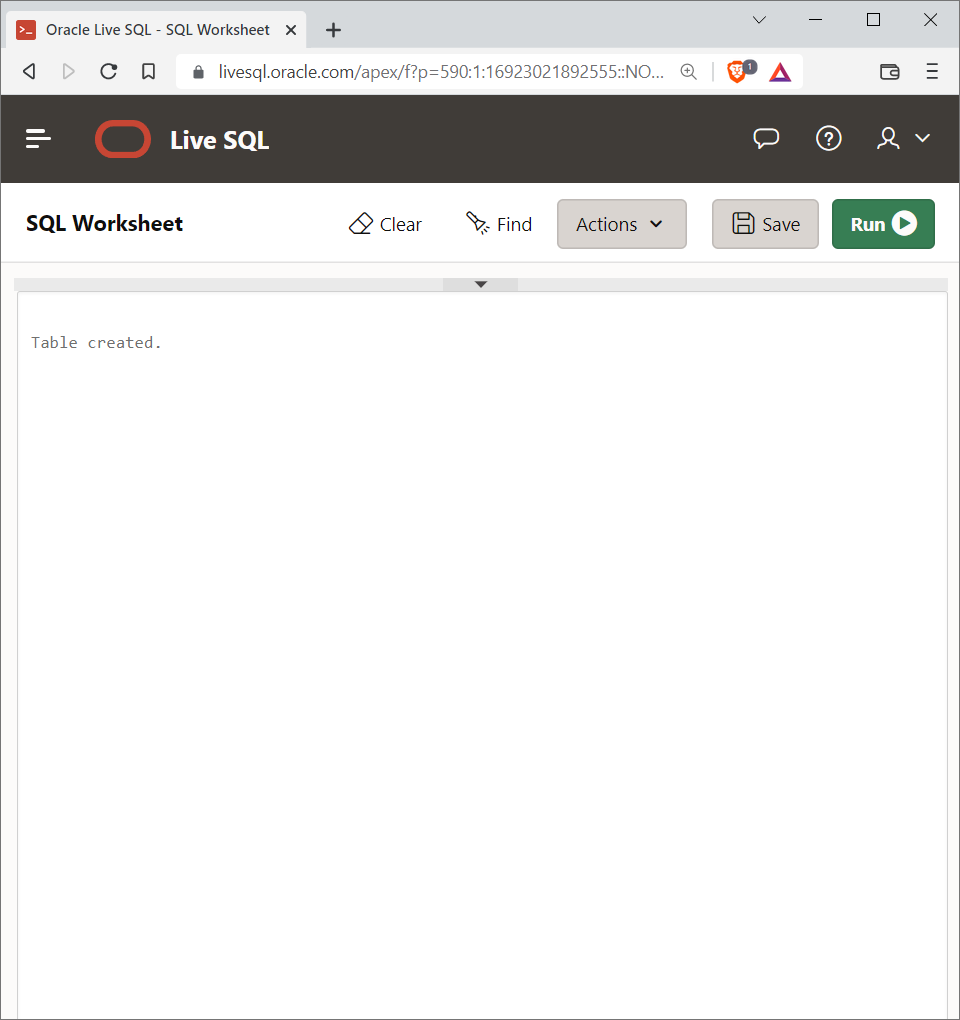 Oracle Live SQL - SQL Worksheet
livesql.oracle.com/apex/f?p=590:1:16923021892555::NO...
1
Live SQL
SQL Worksheet
Clear
Find
Actions
Save
Run
Table created.